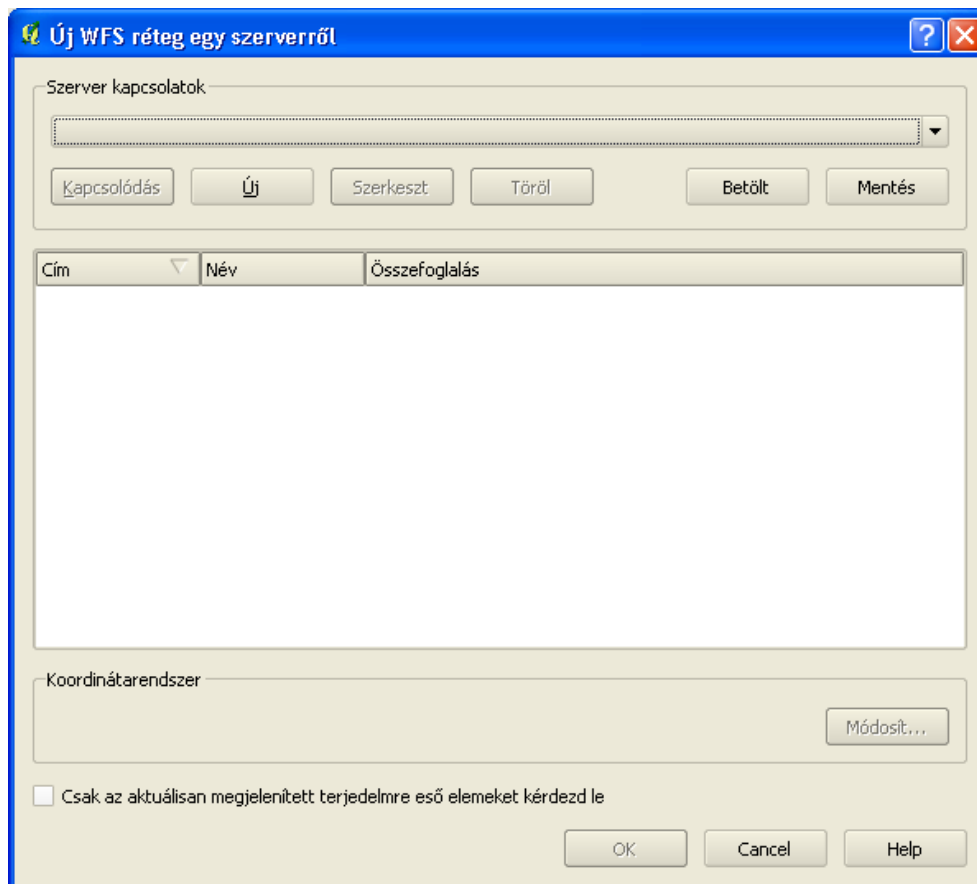 Új WFS réteg egy szerverről
Szerver kapcsolatok
Kapcsolódás Új Szerkeszt Töröl Betölt Mentés
Cím Név Összefoglalás
Koordinátarendszer
Módosít...
Csak az aktuálisan megjelenített terjedelmre eső elemeket kérdezd le
OK Cancel Help